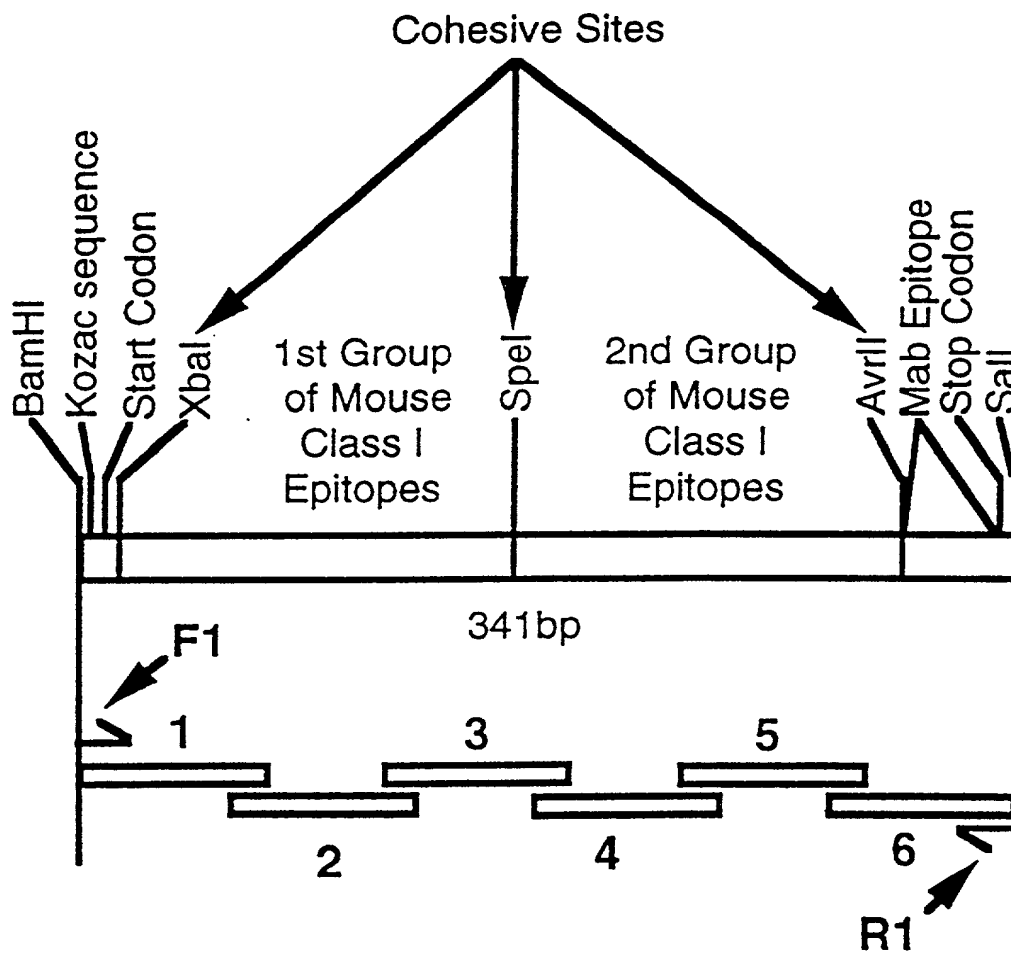 Cohesive Sites
BamHI
Kozac sequence
Start Codon
XbaI
1st Group
of Mouse
Class I
Epitopes
SpeI
2nd Group
of Mouse
Class I
Epitopes
AvrII
Mab Epitope
Stop Codon
SalI
341bp
F1
1
3
5
2
4
6
R1